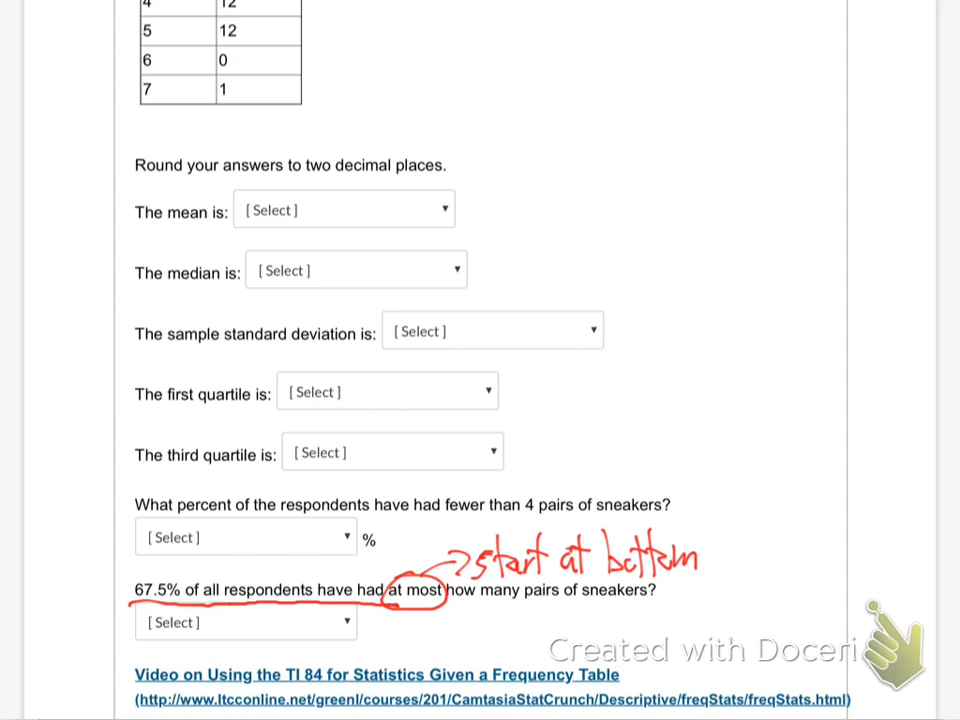 4 12
5 12
6 0
7 1
Round your answers to two decimal places.
The mean is: [ Select ]
The median is: [ Select ]
The sample standard deviation is: [ Select ]
The first quartile is: [ Select ]
The third quartile is: [ Select ]
What percent of the respondents have had fewer than 4 pairs of sneakers?
[ Select ] %
start at bottom
67.5% of all respondents have had at most how many pairs of sneakers?
[ Select ]
Created with Doceri
Video on Using the TI 84 for Statistics Given a Frequency Table
(http://www.ltcconline.net/greenl/courses/201/CamtasiaStatCrunch/Descriptive/freqStats/freqStats.html)